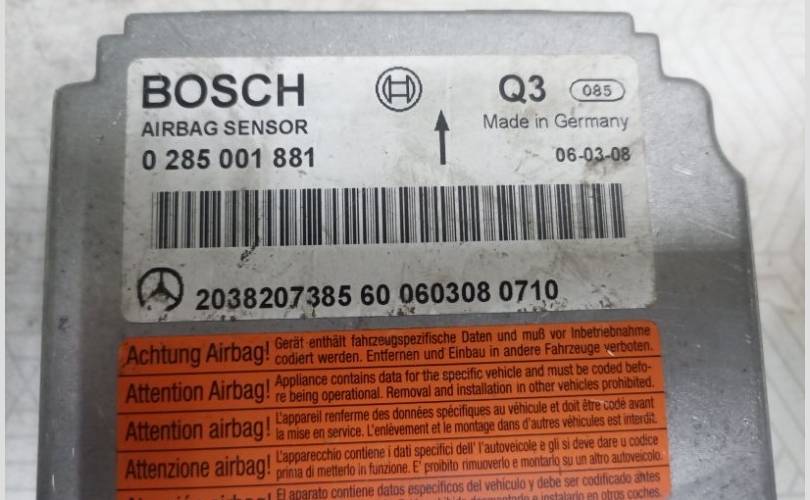 BOSCH
Q3 085
AIRBAG SENSOR
Made in Germany
0 285 001 881
06-03-08
2038207385 60 060308 0710
Achtung Airbag! Gerät enthält fahrzeugspezifische Daten und muß vor Inbetriebnahme
codiert werden. Entfernen und Einbau in andere Fahrzeuge verboten.
Attention Airbag! Appliance contains data for the specific vehicle and must be coded befo-
re being operational. Removal and installation in other vehicles prohibited.
Attention airbag! L'appareil renferme des données spécifiques au véhicule et doit être codé avant
la mise en service. L'enlèvement et le montage dans d'autres véhicules est interdit.
Attenzione airbag! L'apparecchio contiene i dati specifici dell' l'autoveicolo e gli si deve dare u codice
prima di metterlo in funzione. E' proibito rimuoverlo e montario su un altro autoveicolo.
El aparato contiene datos específicos del vehículo y debe ser codificado ahtes
instalarlo en otros coches